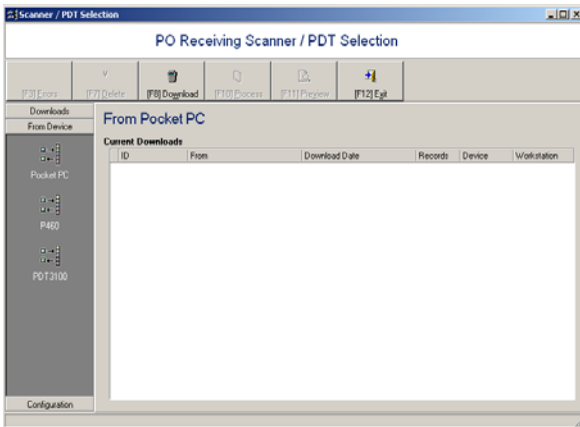 Scanner / PDT Selection
PO Receiving Scanner / PDT Selection
[F3] Errors [F7] Delete [F8] Download [F10] Process [F11] Preview [F12] Exit
Downloads
From Device
Pocket PC
P460
PDT3100
Configuration
From Pocket PC
Current Downloads
ID From Download Date Records Device Workstation